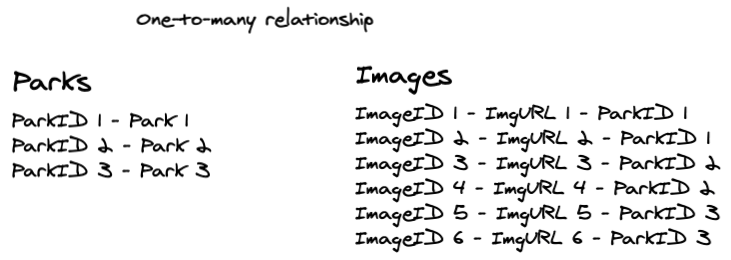 One-to-many relationship
Parks
ParkID 1 - Park 1
ParkID 2 - Park 2
ParkID 3 - Park 3
Images
ImageID 1 - ImgURL 1 - ParkID 1
ImageID 2 - ImgURL 2 - ParkID 1
ImageID 3 - ImgURL 3 - ParkID 2
ImageID 4 - ImgURL 4 - ParkID 2
ImageID 5 - ImgURL 5 - ParkID 3
ImageID 6 - ImgURL 6 - ParkID 3